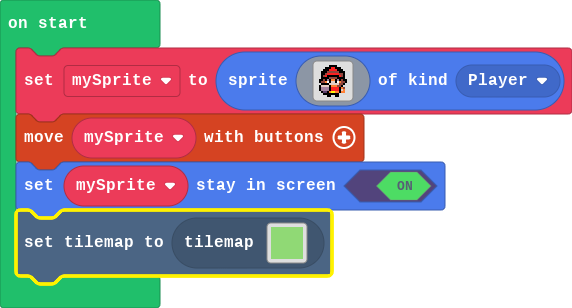 on start
set mySprite to sprite of kind Player
move mySprite with buttons
set mySprite stay in screen ON
set tilemap to tilemap